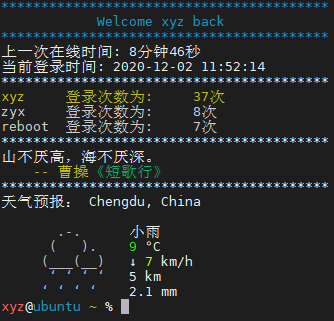 ****************************************
Welcome xyz back
****************************************
上一次在线时间: 8分钟46秒
当前登录时间: 2020-12-02 11:52:14
****************************************
xyz 登录次数为: 37次
zyx 登录次数为: 8次
reboot 登录次数为: 7次
****************************************
山不厌高，海不厌深。
-- 曹操《短歌行》
****************************************
天气预报: Chengdu, China
.-. 小雨
( ). 9 °C
(___(__) ↓ 7 km/h
‘ ‘ ‘ ‘ 5 km
‘ ‘ ‘ ‘ 2.1 mm
xyz@ubuntu ~ %